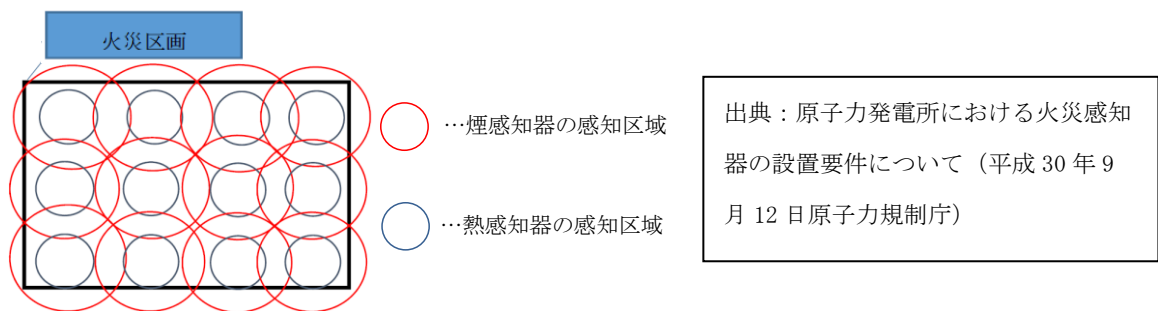 火災区画
…煙感知器の感知区域
…熱感知器の感知区域
出典：原子力発電所における火災感知
器の設置要件について（平成 30 年 9
月 12 日原子力規制庁）